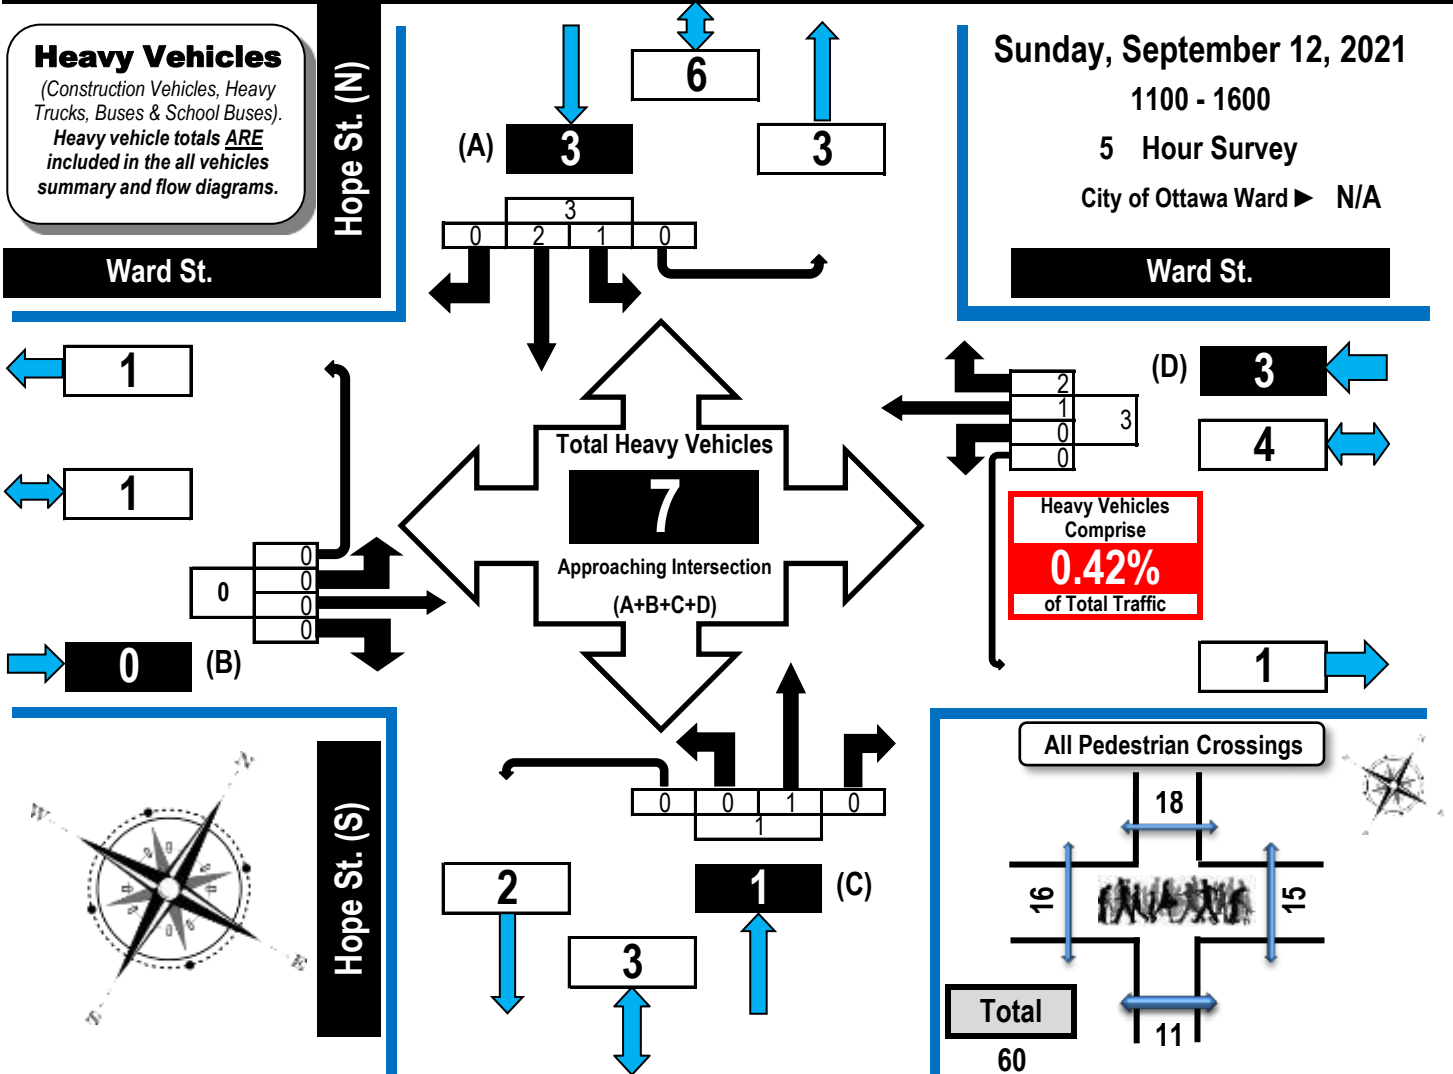 Heavy Vehicles
(Construction Vehicles, Heavy
Trucks, Buses & School Buses).
Heavy vehicle totals ARE
included in the all vehicles
summary and flow diagrams.
Hope St. (N)
Ward St.
6
(A) 3
3
3
0 2 1 0
Sunday, September 12, 2021
1100 - 1600
5 Hour Survey
City of Ottawa Ward ► N/A
Ward St.
1
1
0
0
0
0
0
0 (B)
Total Heavy Vehicles
7
Approaching Intersection
(A+B+C+D)
(D) 3
2
1
0
0
3
4
Heavy Vehicles
Comprise
0.42%
of Total Traffic
1
Hope St. (S)
N
W
E
S
0 0 1 0
1
2
1 (C)
3
All Pedestrian Crossings
18
16
15
11
Total
60